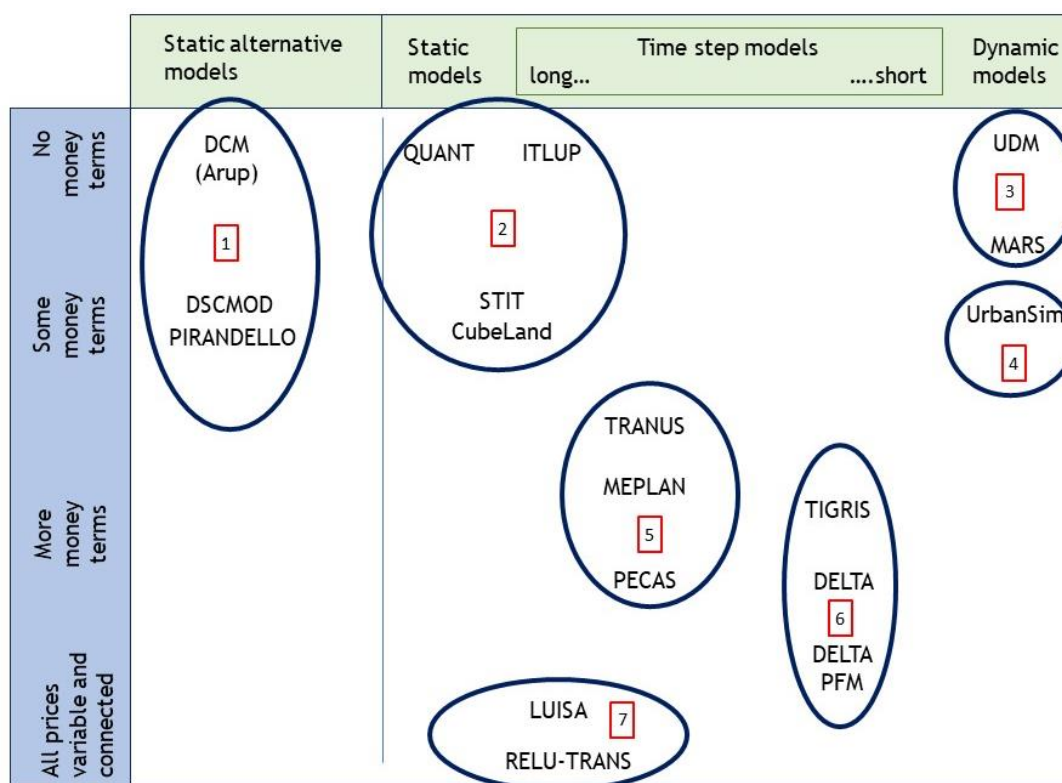 Static alternative
models
Static
models
Time step models
long...
....short
Dynamic
models
No
money
terms
DCM
(Arup)
1
QUANT
ITLUP
2
UDM
3
MARS
Some
money
terms
DSCMOD
PIRANDELLO
STIT
CubeLand
UrbanSim
4
More
money
terms
TRANUS
MEPLAN
5
PECAS
TIGRIS
DELTA
6
DELTA
PFM
All prices
variable and
connected
LUISA
7
RELU-TRANS